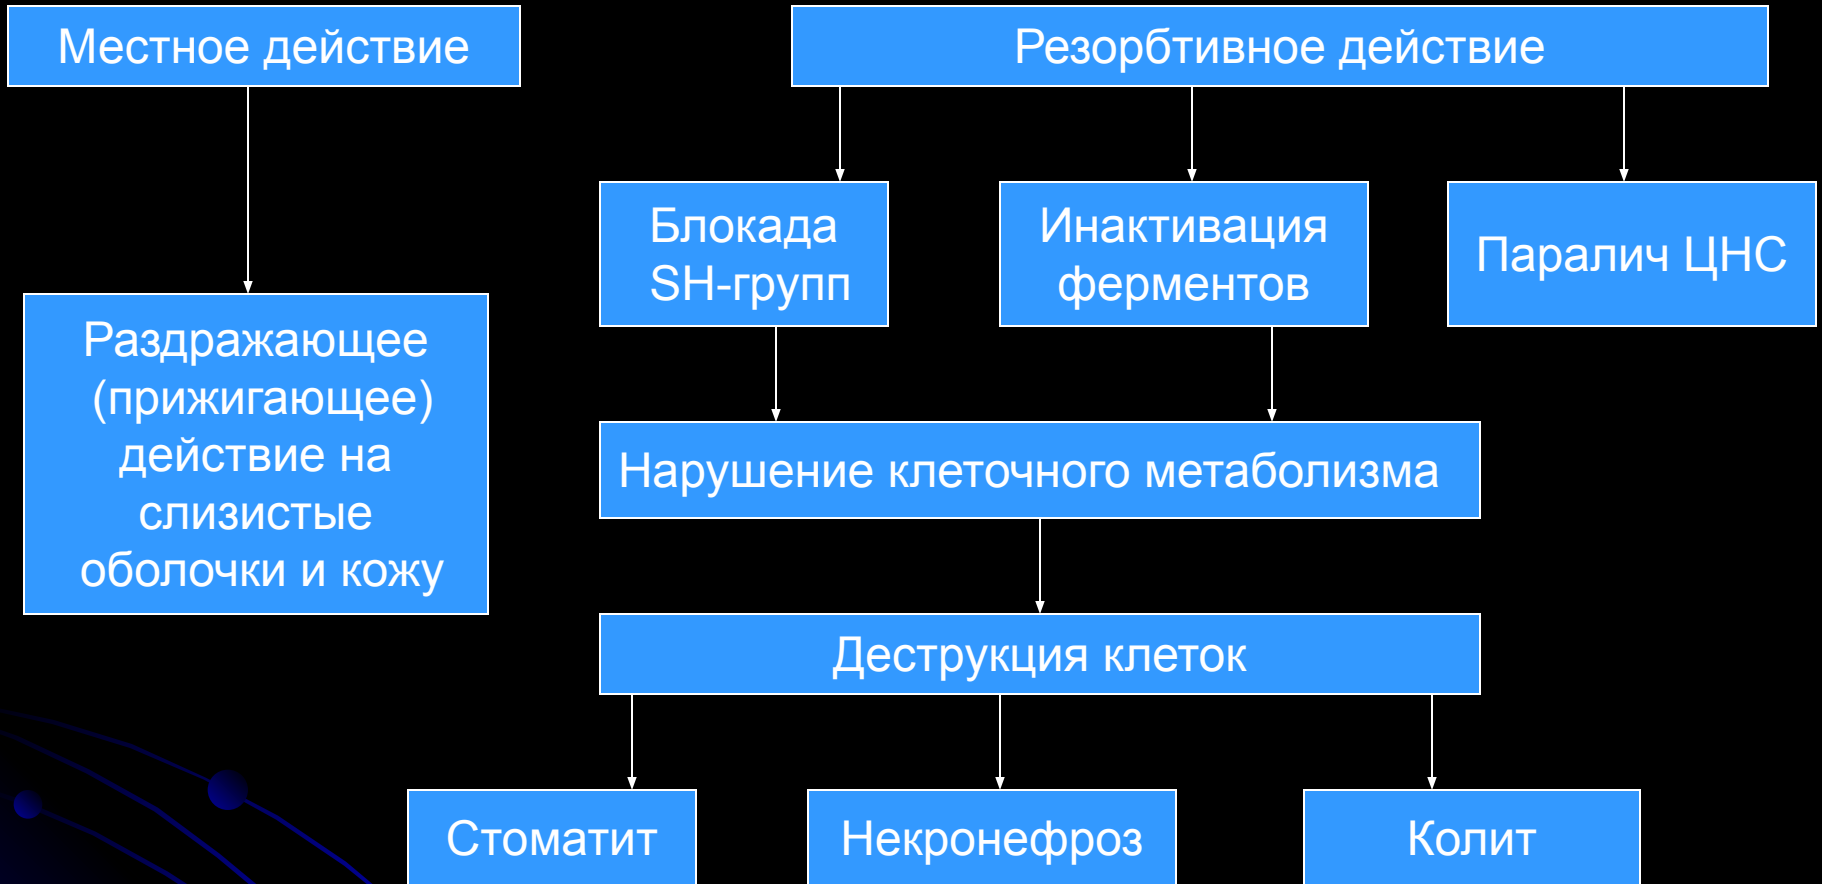 Местное действие
Резорбтивное действие
Блокада
SH-групп
Инактивация
ферментов
Паралич ЦНС
Раздражающее
(прижигающее)
действие на
слизистые
оболочки и кожу
Нарушение клеточного метаболизма
Деструкция клеток
Стоматит
Некронефроз
Колит